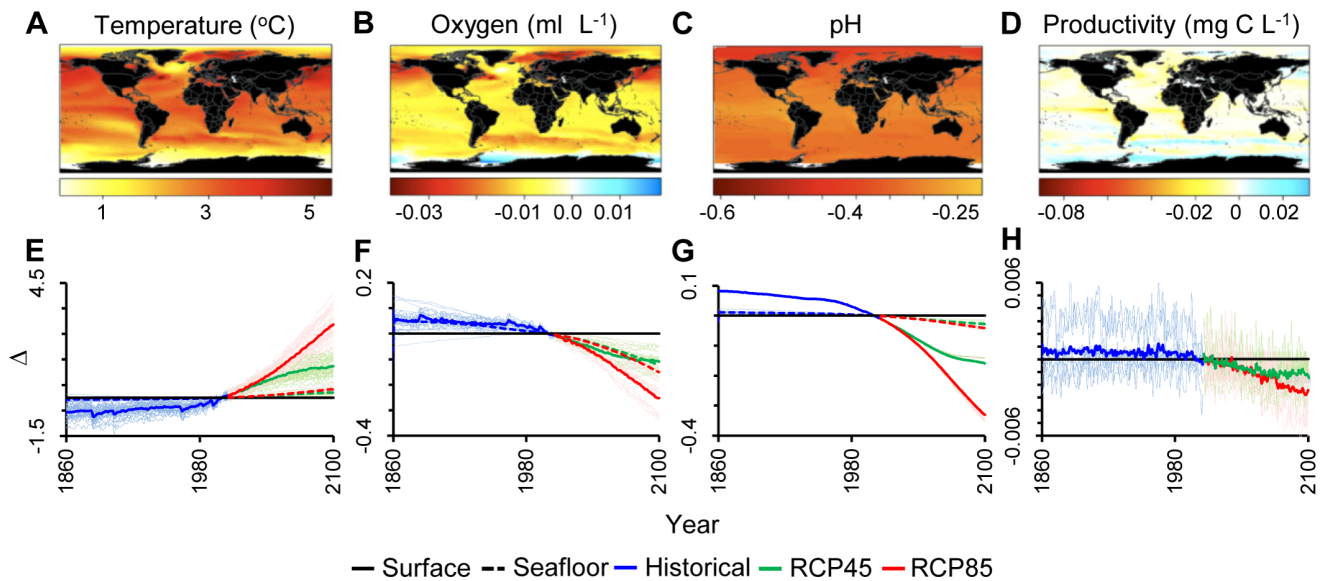 A Temperature (ºC)
B Oxygen (ml L-1)
C pH
D Productivity (mg C L-1)
1 3 5
-0.03 -0.01 0.0 0.01
-0.6 -0.4 -0.25
-0.08 -0.02 0 0.02
E
F
G
H
4.5
-1.5
0.2
-0.4
0.1
-0.4
0.006
-0.006
Δ
1860 1980 2100
1860 1980 2100
1860 1980 2100
1860 1980 2100
Year
Surface Seafloor Historical RCP45 RCP85